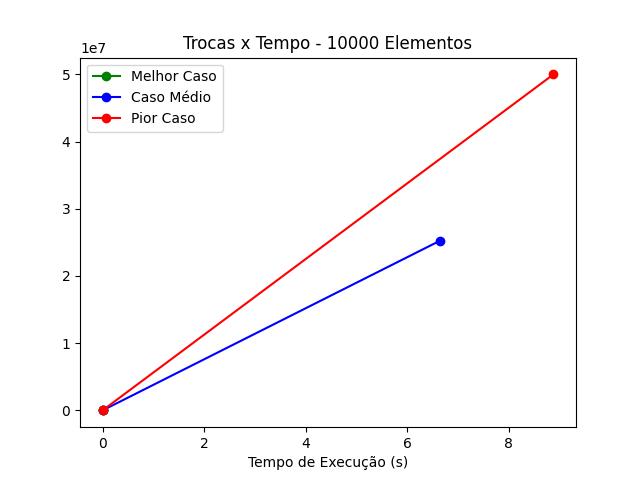 Trocas x Tempo - 10000 Elementos
1e7
Melhor Caso
Caso Médio
Pior Caso
5
4
3
2
1
0
0 2 4 6 8
Tempo de Execução (s)